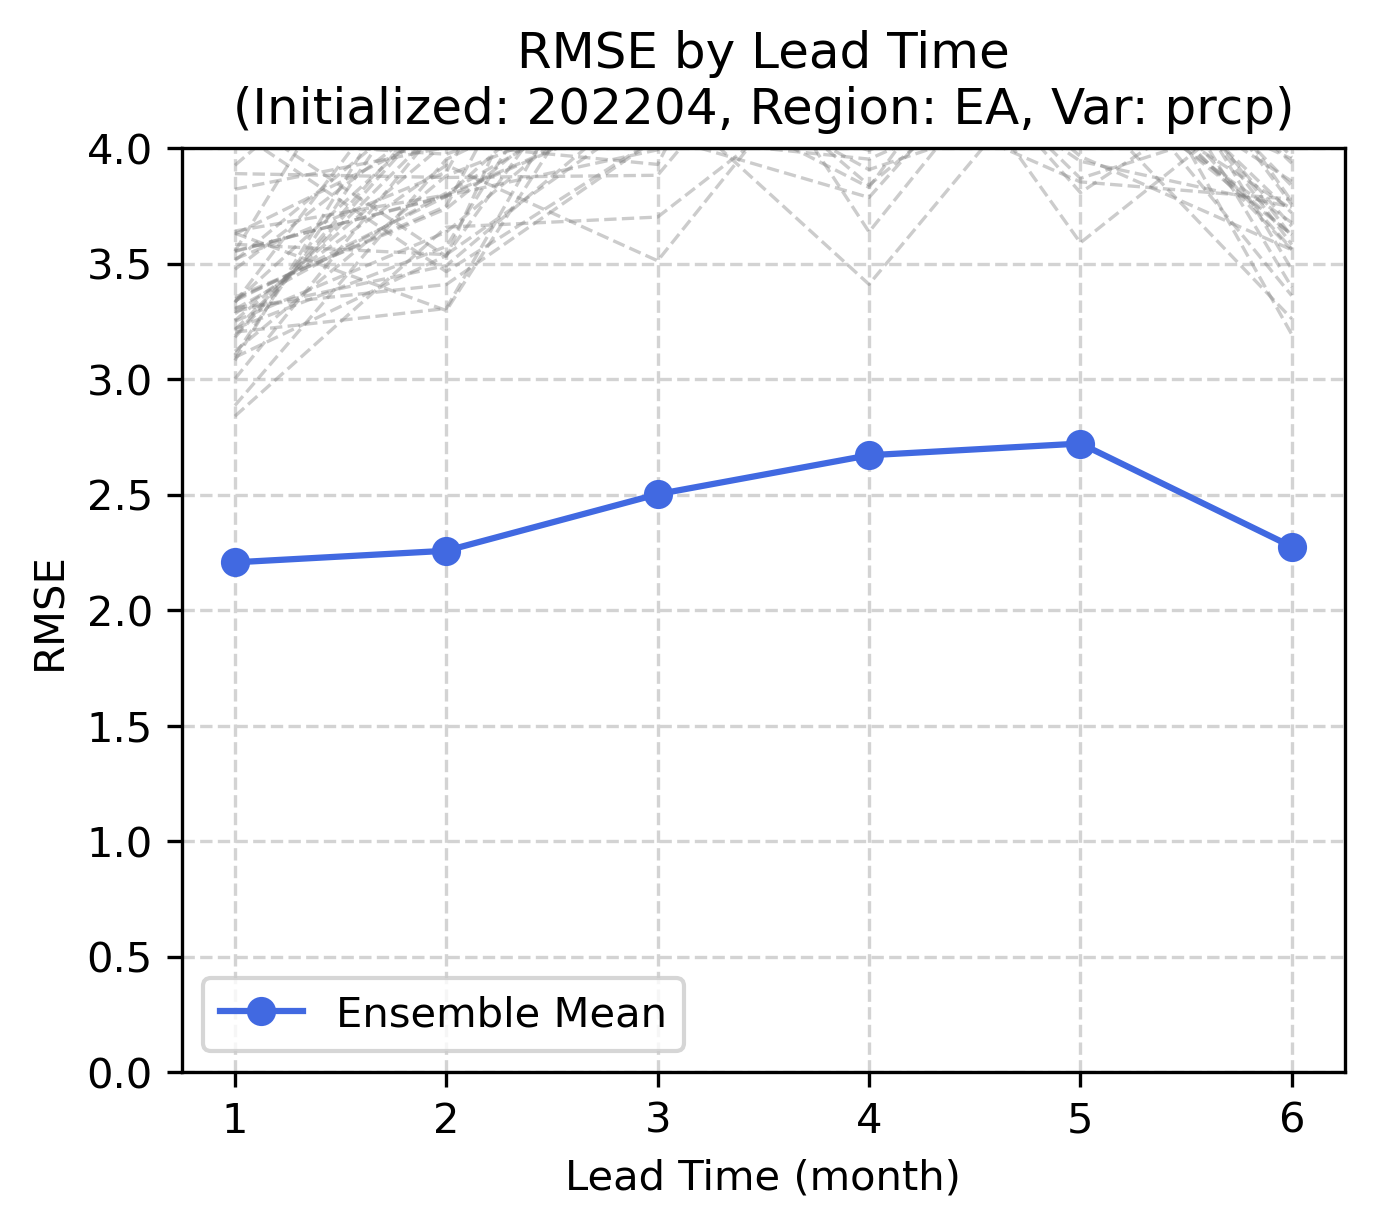 RMSE by Lead Time
(Initialized: 202204, Region: EA, Var: prcp)
4.0
3.5
3.0
2.5
2.0
1.5
1.0
0.5
0.0
RMSE
Ensemble Mean
1 2 3 4 5 6
Lead Time (month)